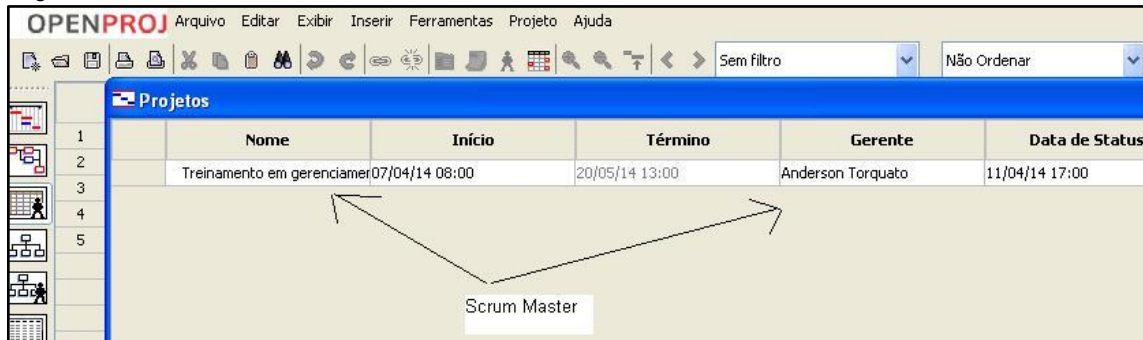 OPENPROJ Arquivo Editar Exibir Inserir Ferramentas Projeto Ajuda
Sem filtro Não Ordenar
Projetos
Nome Início Término Gerente Data de Status
Treinamento em gerenciamen 07/04/14 08:00 20/05/14 13:00 Anderson Torquato 11/04/14 17:00
1
2
3
4
5
Scrum Master